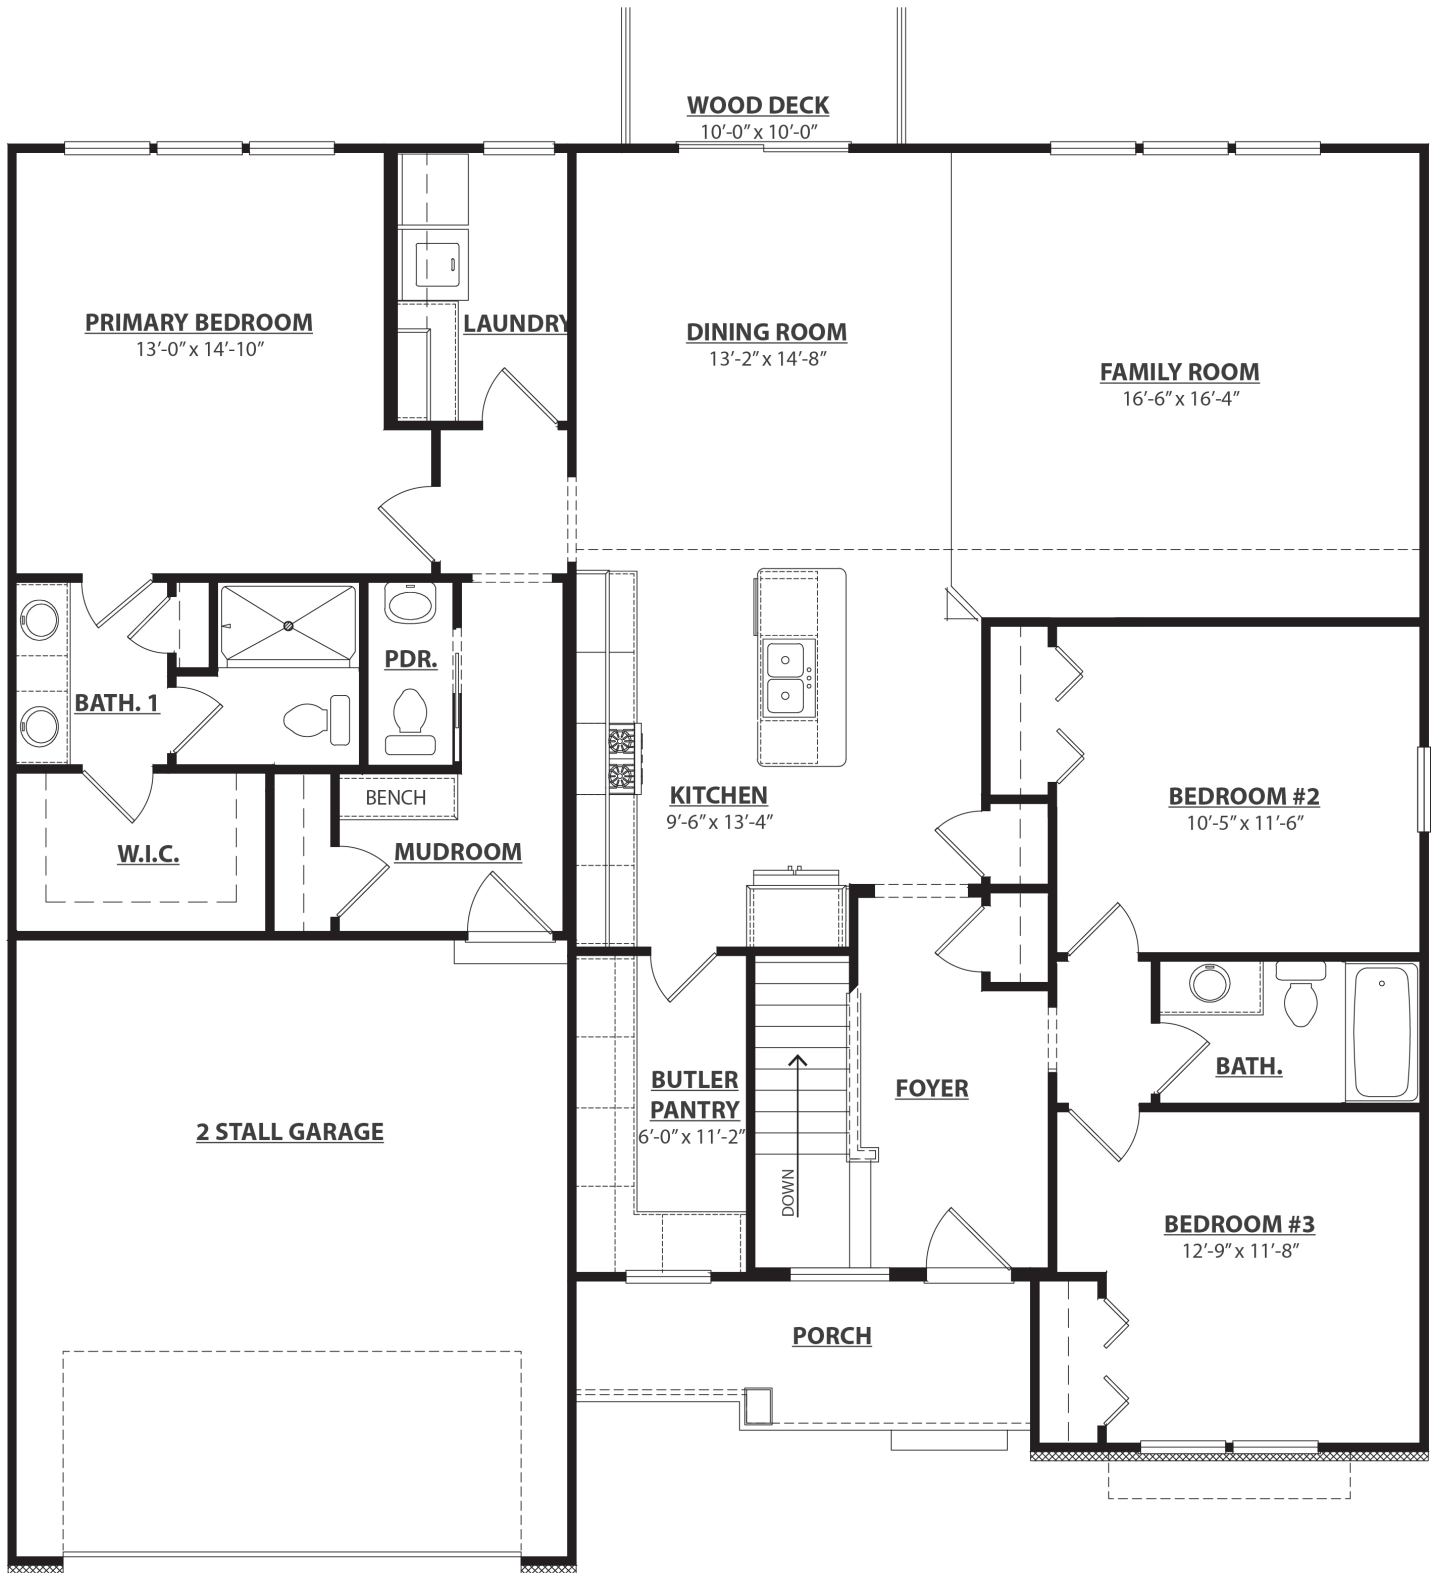 WOOD DECK
10’-0” x 10’-0”
PRIMARY BEDROOM
13’-0” x 14’-10”
LAUNDRY
DINING ROOM
13’-2” x 14’-8”
FAMILY ROOM
16’-6” x 16’-4”
PDR.
BATH. 1
KITCHEN
9’-6” x 13’-4”
BEDROOM #2
10’-5” x 11’-6”
BENCH
W.I.C.
MUDROOM
BUTLER
PANTRY
6’-0” x 11’-2”
FOYER
BATH.
2 STALL GARAGE
DOWN
BEDROOM #3
12’-9” x 11’-8”
PORCH